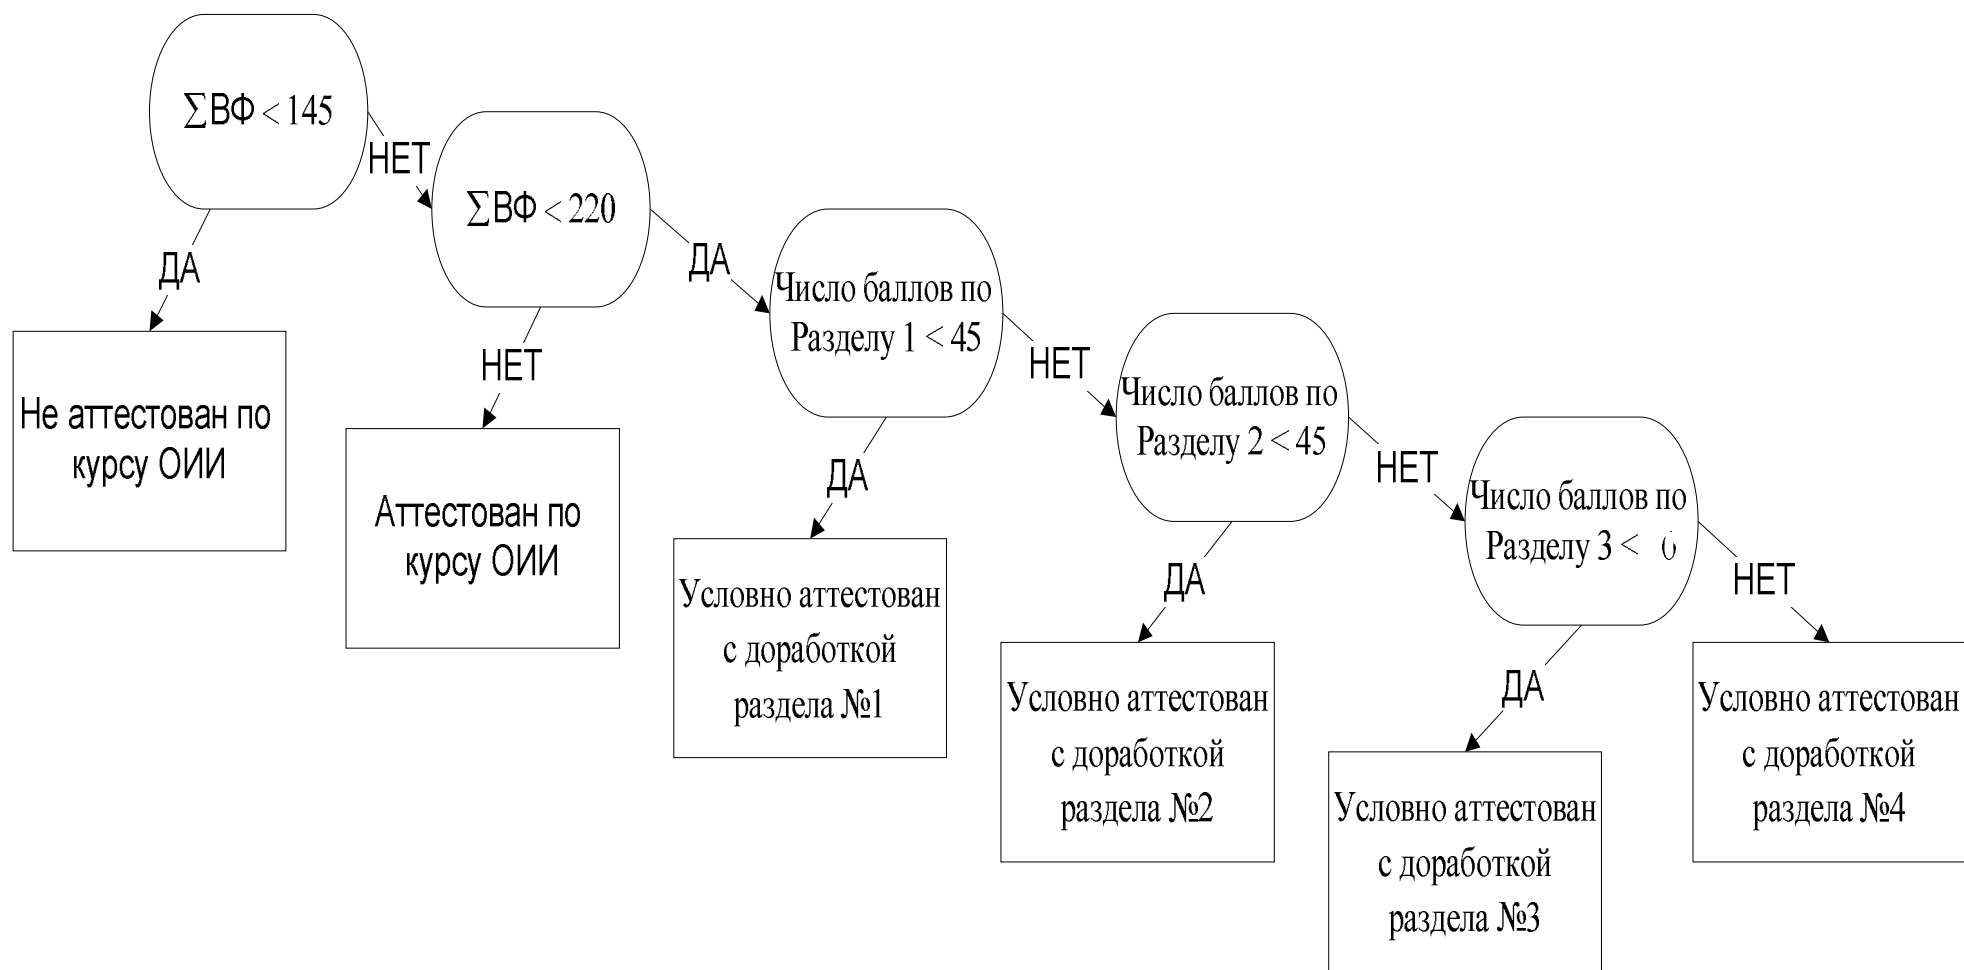 ∑ВФ < 145
НЕТ
∑ВФ < 220
ДА
ДА
Число баллов по
Разделу 1 < 45
Не аттестован по
курсу ОИИ
НЕТ
НЕТ
Число баллов по
Разделу 2 < 45
Аттестован по
курсу ОИИ
ДА
НЕТ
Число баллов по
Разделу 3 <
Условно аттестован
с доработкой
раздела №1
ДА
НЕТ
Условно аттестован
с доработкой
раздела №2
ДА
Условно аттестован
с доработкой
раздела №4
Условно аттестован
с доработкой
раздела №3